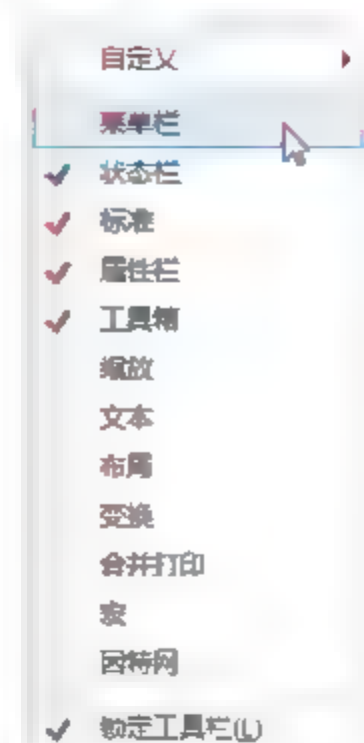 自定义
菜单栏
状态栏
标准
属性栏
工具箱
缩放
文本
布局
变换
合并打印
宏
因特网
锁定工具栏(L)